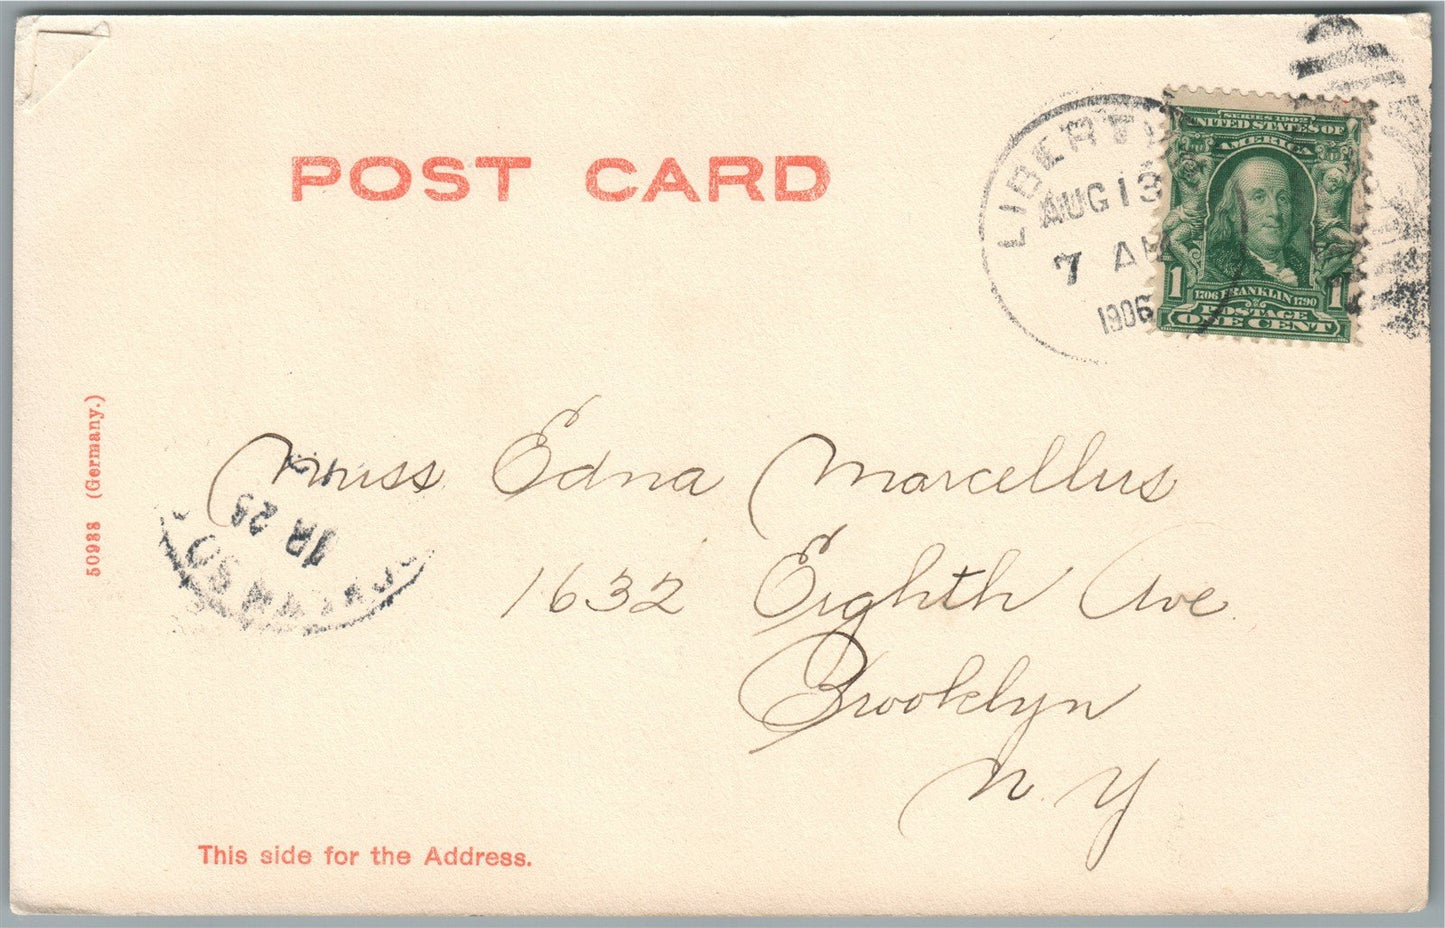 POST CARD
LIBERTY
AUG 13
7 AM
1906
SERIES 1902
UNITED STATES OF
AMERICA
1 1
1706 FRANKLIN 1790
POSTAGE
ONE CENT
50988 (Germany.)
Miss Edna Marcellus
1632 Eighth Ave.
Brooklyn
N. Y
This side for the Address.